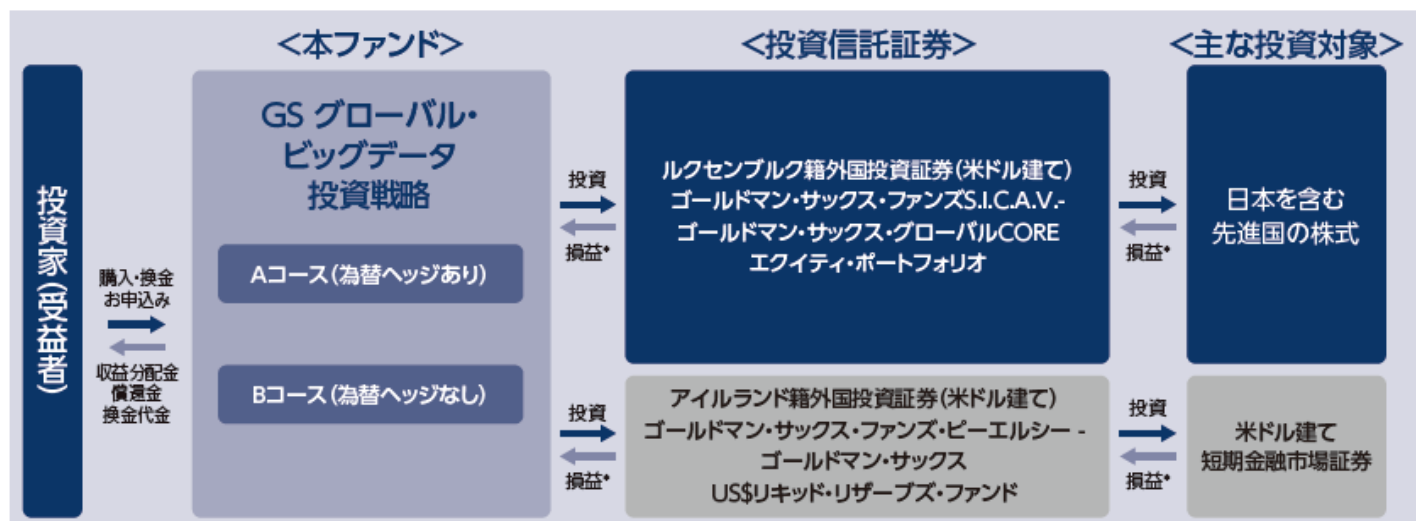 <本ファンド>
<投資信託証券>
<主な投資対象>
投資家(受益者)
購入・換金
お申込み
収益分配金
償還金
換金代金
GS グローバル・
ビッグデータ
投資戦略
Aコース(為替ヘッジあり)
Bコース(為替ヘッジなし)
投資
損益*
ルクセンブルク籍外国投資証券(米ドル建て)
ゴールドマン・サックス・ファンズS.I.C.A.V.-
ゴールドマン・サックス・グローバルCORE
エクイティ・ポートフォリオ
投資
損益*
日本を含む
先進国の株式
投資
損益*
アイルランド籍外国投資証券(米ドル建て)
ゴールドマン・サックス・ファンズ・ピーエルシー -
ゴールドマン・サックス
US$リキッド・リザーブズ・ファンド
投資
損益*
米ドル建て
短期金融市場証券